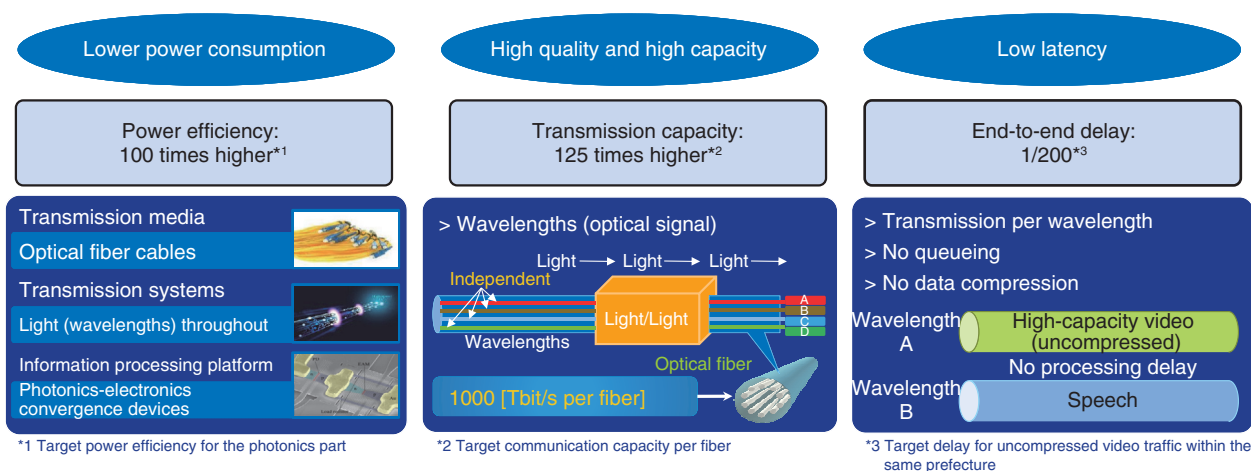 Lower power consumption
Power efficiency:
100 times higher*1
Transmission media
Optical fiber cables
Transmission systems
Light (wavelengths) throughout
Information processing platform
Photonics-electronics
convergence devices
*1 Target power efficiency for the photonics part
High quality and high capacity
Transmission capacity:
125 times higher*2
> Wavelengths (optical signal)
Light Light Light
Independent
Light/Light
A
B
C
D
Wavelengths
Optical fiber
1000 [Tbit/s per fiber]
*2 Target communication capacity per fiber
Low latency
End-to-end delay:
1/200*3
> Transmission per wavelength
> No queueing
> No data compression
Wavelength
A
High-capacity video
(uncompressed)
No processing delay
Wavelength
B
Speech
*3 Target delay for uncompressed video traffic within the
same prefecture